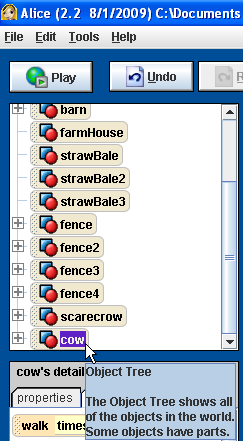 Alice (2.2 8/1/2009) C:\Documents
File Edit Tools Help
Play Undo
barn
farmHouse
strawBale
strawBale2
strawBale3
fence
fence2
fence3
fence4
scarecrow
cow
cow's detail
Object Tree
properties
The Object Tree shows all
walk times
of the objects in the world.
Some objects have parts.